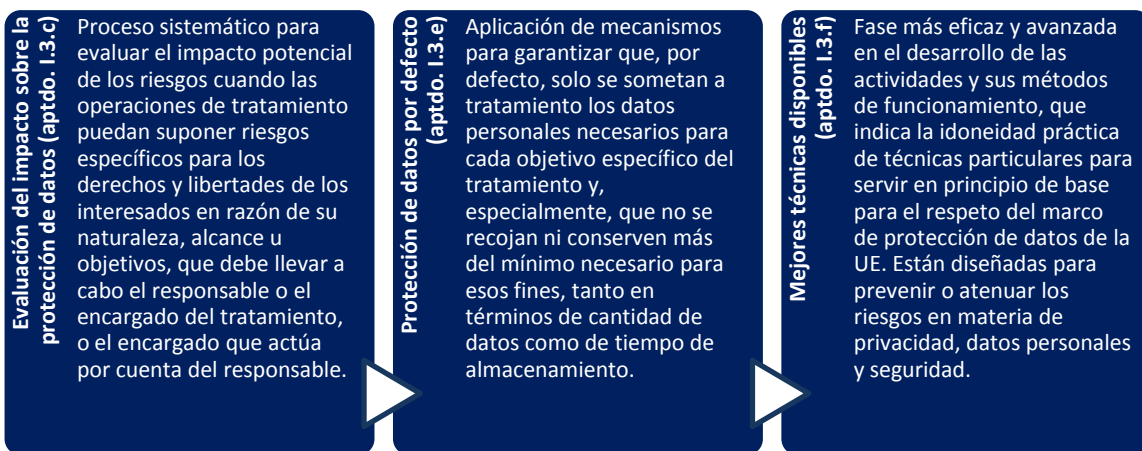 Evaluación del impacto sobre la
protección de datos (aptdo. I.3.c)
Proceso sistemático para
evaluar el impacto potencial
de los riesgos cuando las
operaciones de tratamiento
puedan suponer riesgos
específicos para los
derechos y libertades de los
interesados en razón de su
naturaleza, alcance u
objetivos, que debe llevar a
cabo el responsable o el
encargado del tratamiento,
o el encargado que actúa
por cuenta del responsable.
Protección de datos por defecto
(aptdo. I.3.e)
Aplicación de mecanismos
para garantizar que, por
defecto, solo se sometan a
tratamiento los datos
personales necesarios para
cada objetivo específico del
tratamiento y,
especialmente, que no se
recojan ni conserven más
del mínimo necesario para
esos fines, tanto en
términos de cantidad de
datos como de tiempo de
almacenamiento.
Mejores técnicas disponibles
(aptdo. I.3.f)
Fase más eficaz y avanzada
en el desarrollo de las
actividades y sus métodos
de funcionamiento, que
indica la idoneidad práctica
de técnicas particulares para
servir en principio de base
para el respeto del marco
de protección de datos de la
UE. Están diseñadas para
prevenir o atenuar los
riesgos en materia de
privacidad, datos personales
y seguridad.